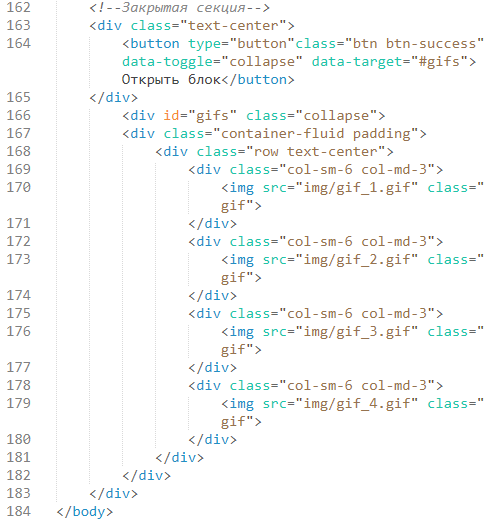 162 <!--Закрытая секция-->
163 <div class="text-center">
164 <button type="button"class="btn btn-success"
data-toggle="collapse" data-target="#gifs">
Открыть блок</button>
165 </div>
166 <div id="gifs" class="collapse">
167 <div class="container-fluid padding">
168 <div class="row text-center">
169 <div class="col-sm-6 col-md-3">
170 <img src="img/gif_1.gif" class="
gif">
171 </div>
172 <div class="col-sm-6 col-md-3">
173 <img src="img/gif_2.gif" class="
gif">
174 </div>
175 <div class="col-sm-6 col-md-3">
176 <img src="img/gif_3.gif" class="
gif">
177 </div>
178 <div class="col-sm-6 col-md-3">
179 <img src="img/gif_4.gif" class="
gif">
180 </div>
181 </div>
182 </div>
183 </div>
184 </body>